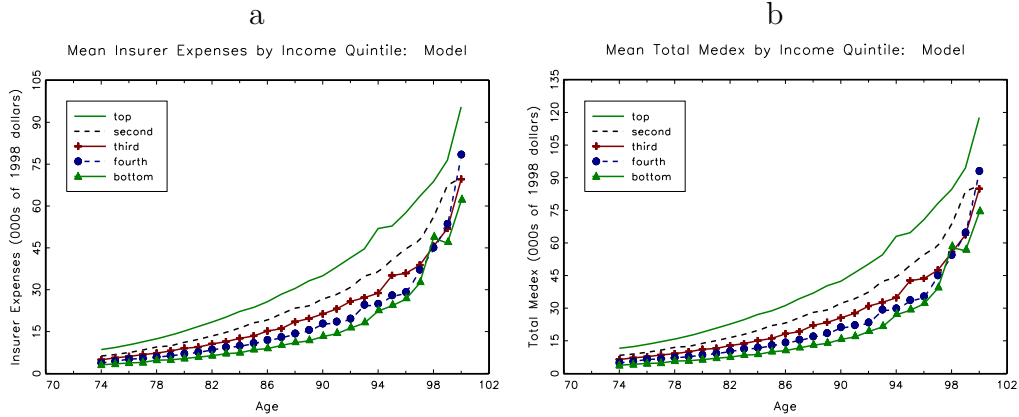 a
Mean Insurer Expenses by Income Quintile: Model
Insurer Expenses (000s of 1998 dollars)
105
90
75
60
45
30
15
0
top
second
third
fourth
bottom
70 74 78 82 86 90 94 98 102
Age
b
Mean Total Medex by Income Quintile: Model
Total Medex (000s of 1998 dollars)
135
120
105
90
75
60
45
30
15
0
top
second
third
fourth
bottom
70 74 78 82 86 90 94 98 102
Age